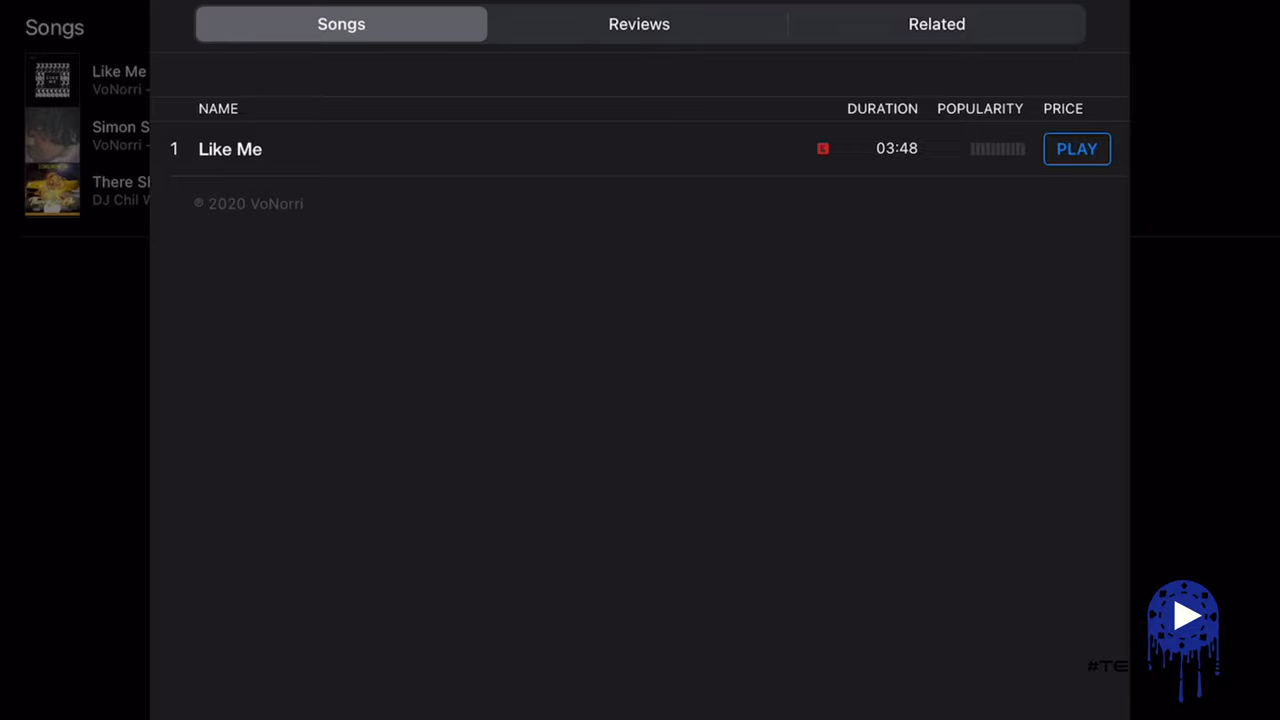 Songs
Like Me
VoNorri -
Simon S
VoNorri -
There Sh
DJ Chil W
Songs Reviews Related
NAME DURATION POPULARITY PRICE
1 Like Me E 03:48 PLAY
℗ 2020 VoNorri
#TE